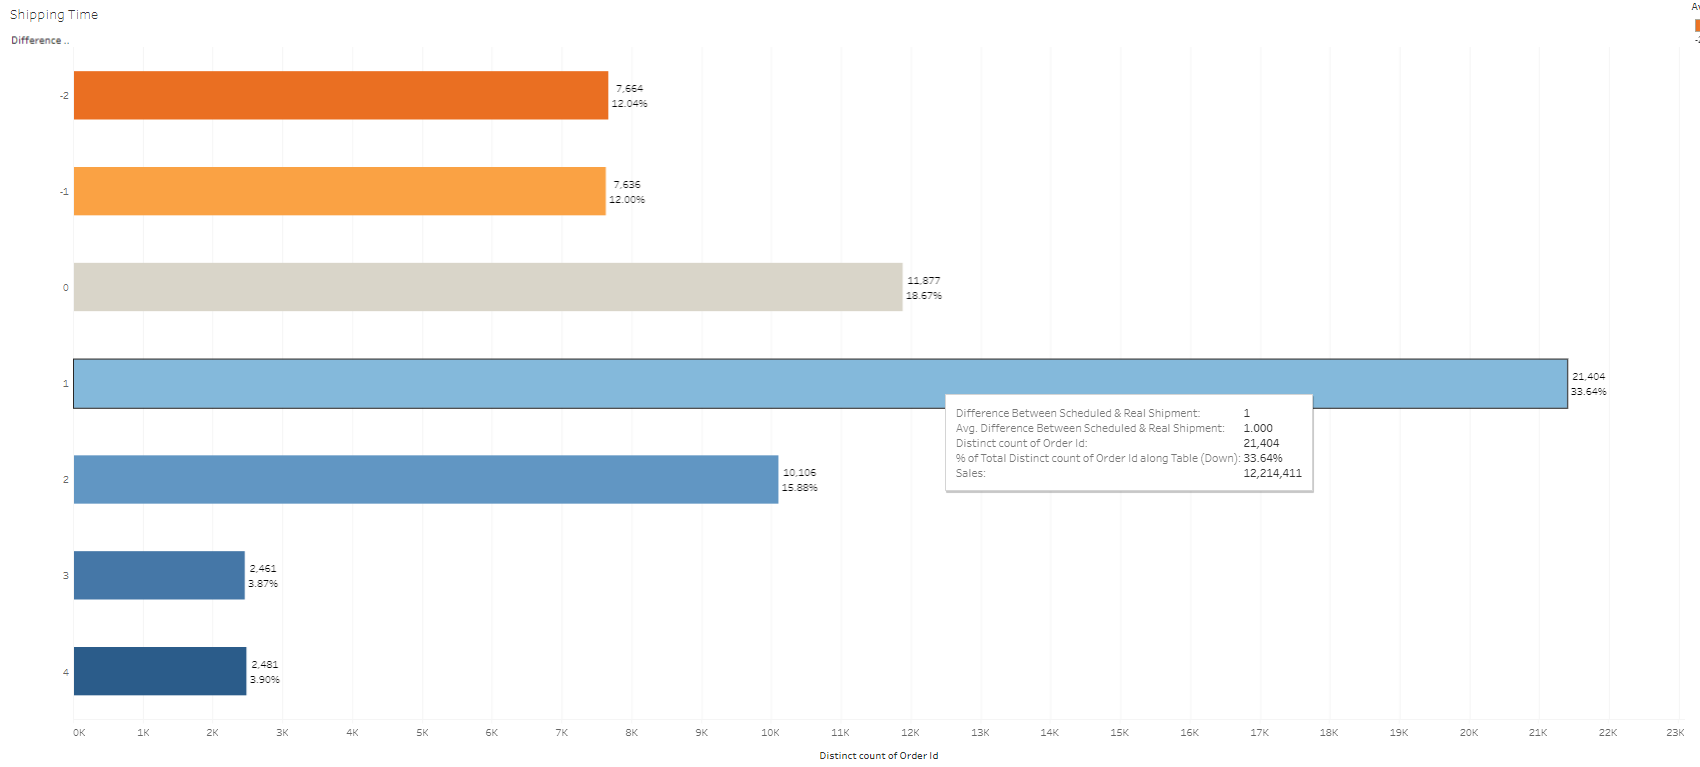 Shipping Time
Av
Difference ..
-2
-2
7,664
12.04%
-1
7,636
12.00%
0
11,877
18.67%
1
21,404
33.64%
Difference Between Scheduled & Real Shipment: 1
Avg. Difference Between Scheduled & Real Shipment: 1.000
Distinct count of Order Id: 21,404
% of Total Distinct count of Order Id along Table (Down): 33.64%
Sales: 12,214,411
2
10,106
15.88%
3
2,461
3.87%
4
2,481
3.90%
0K 1K 2K 3K 4K 5K 6K 7K 8K 9K 10K 11K 12K 13K 14K 15K 16K 17K 18K 19K 20K 21K 22K 23K
Distinct count of Order Id